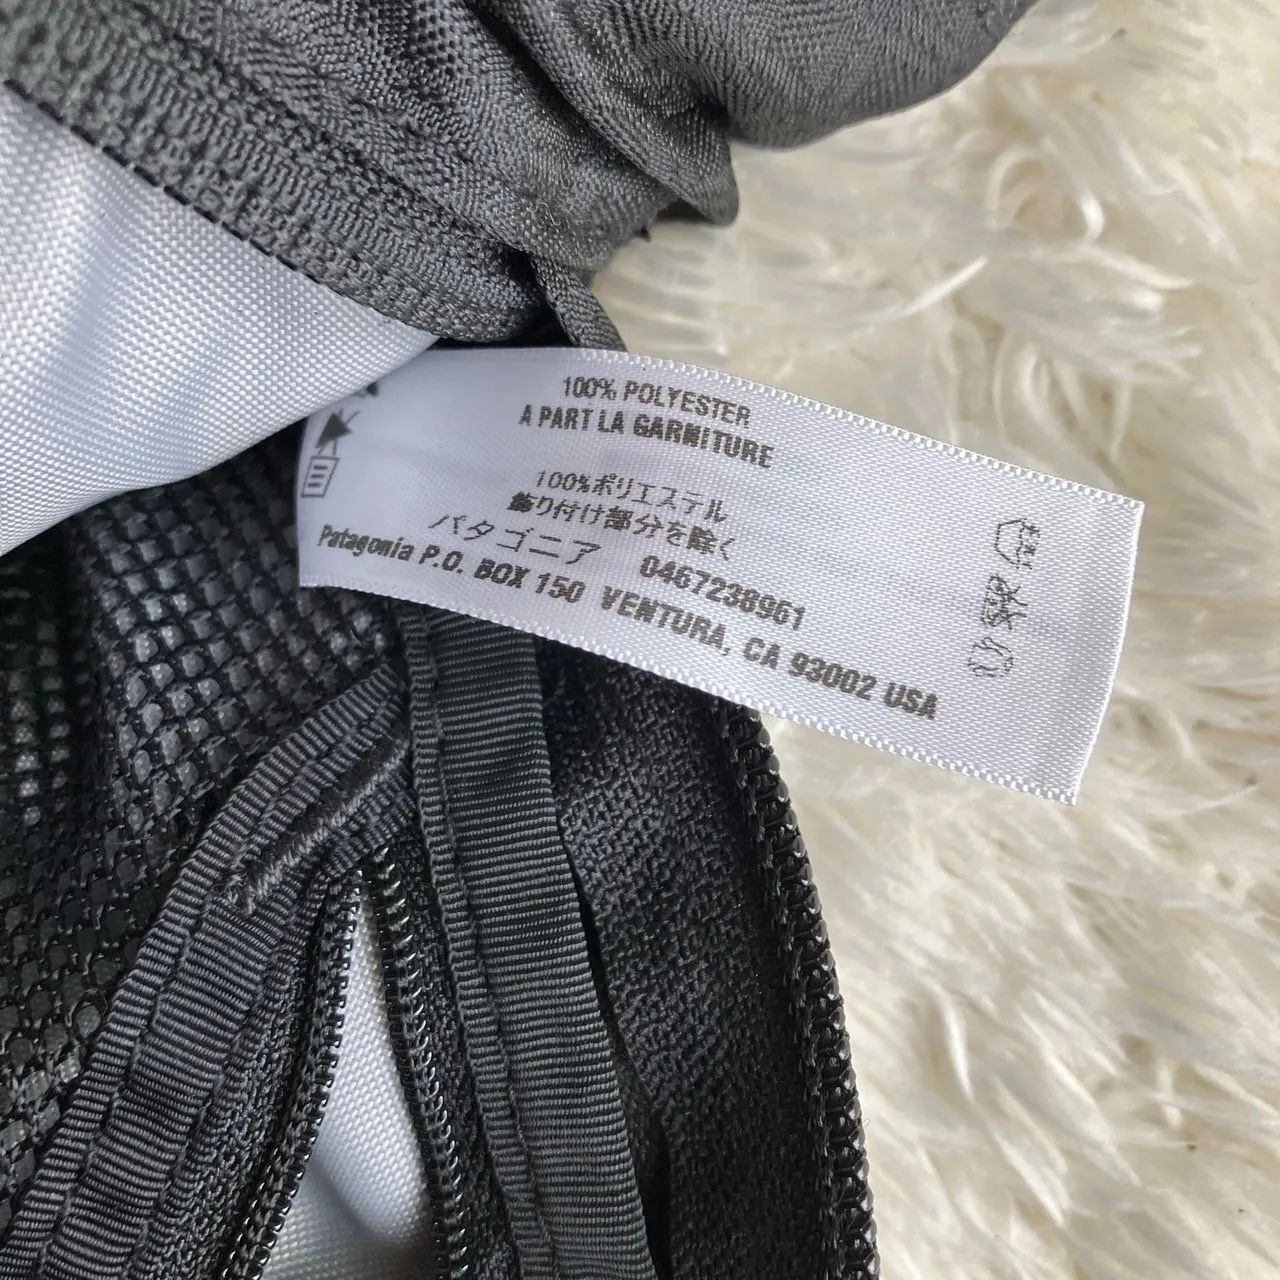 100% POLYESTER
A PART LA GARNITURE
100%ポリエステル
飾り付け部分を除く
パタゴニア 0467238961
Patagonia P.O. BOX 150 VENTURA, CA 93002 USA